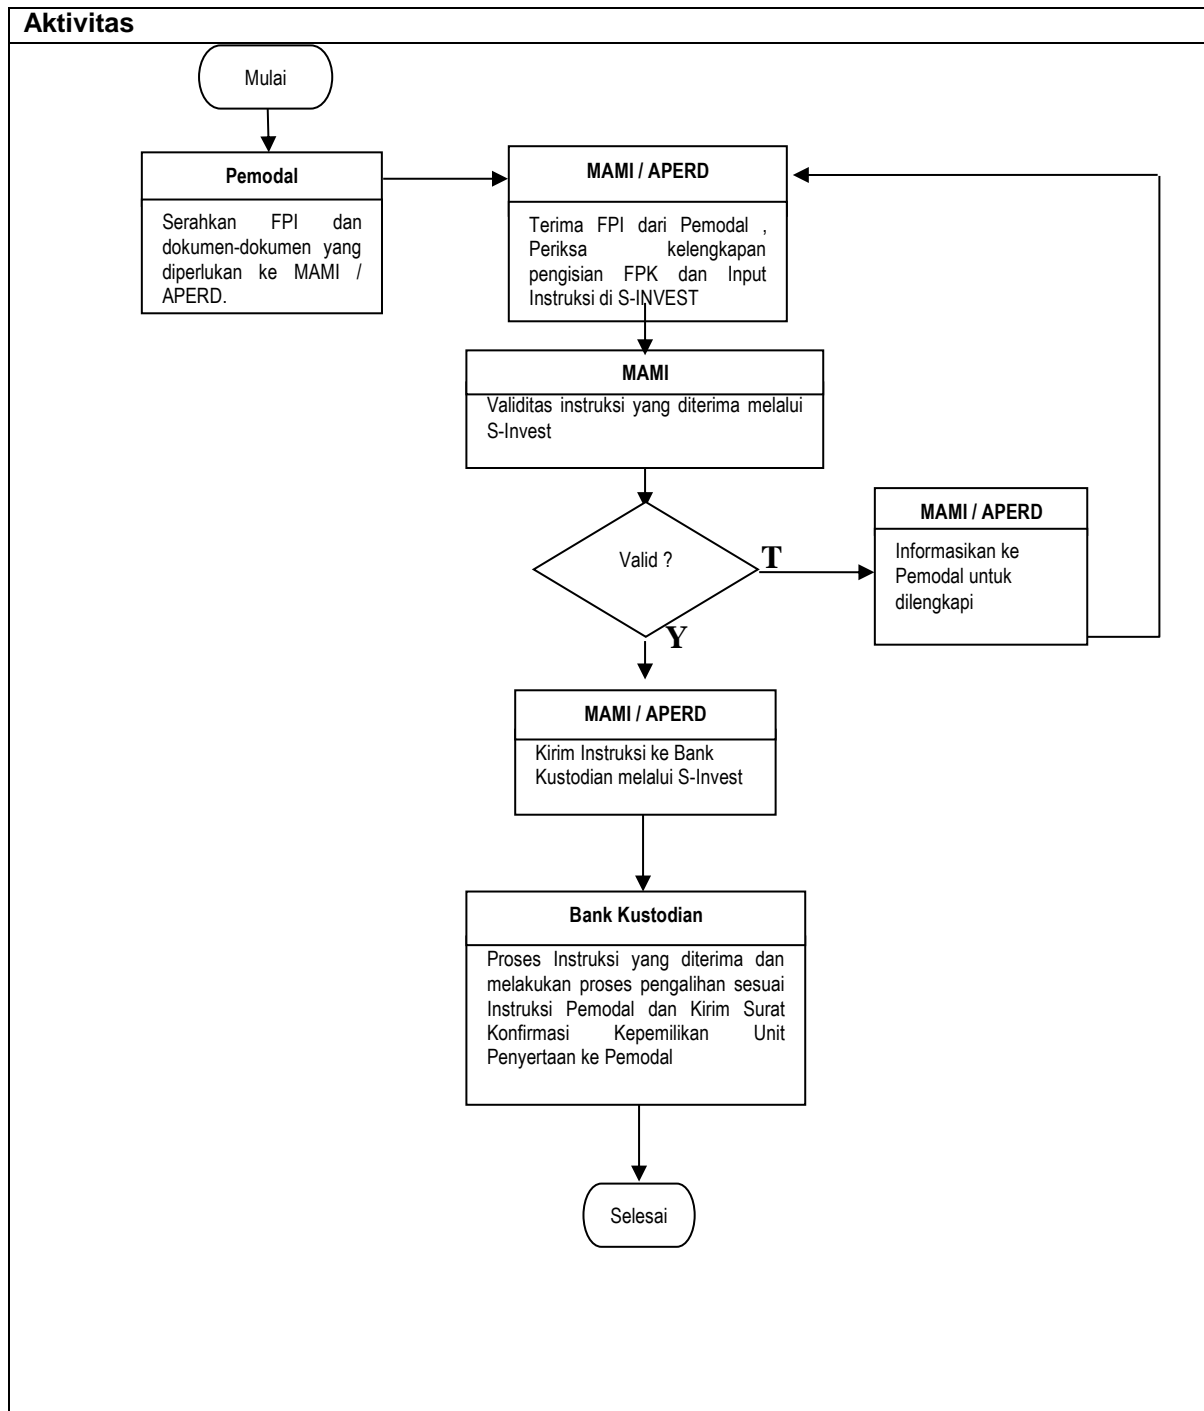 Aktivitas
Mulai
Pemodal
Serahkan FPI dan
dokumen-dokumen yang
diperlukan ke MAMI /
APERD.
MAMI / APERD
Terima FPI dari Pemodal ,
Periksa kelengkapan
pengisian FPK dan Input
Instruksi di S-INVEST
MAMI
Validitas instruksi yang diterima melalui
S-Invest
Valid ?
T
MAMI / APERD
Informasikan ke
Pemodal untuk
dilengkapi
Y
MAMI / APERD
Kirim Instruksi ke Bank
Kustodian melalui S-Invest
Bank Kustodian
Proses Instruksi yang diterima dan
melakukan proses pengalihan sesuai
Instruksi Pemodal dan Kirim Surat
Konfirmasi Kepemilikan Unit
Penyertaan ke Pemodal
Selesai